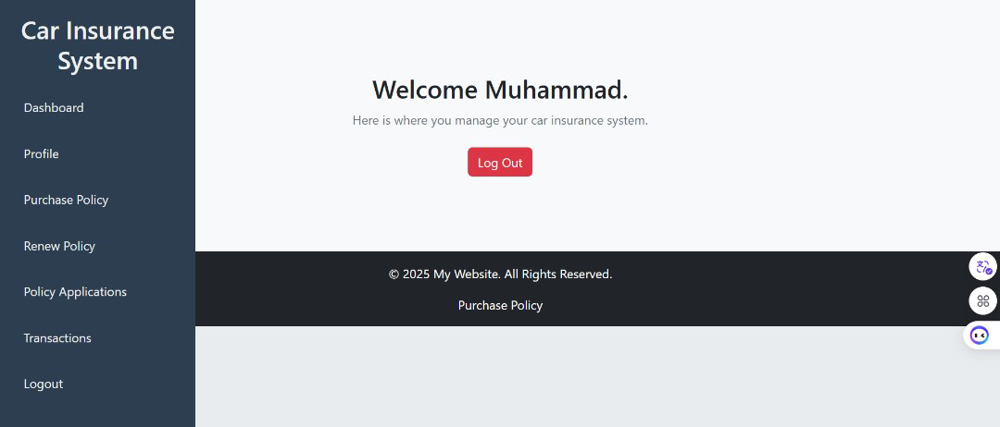 Car Insurance
System
Dashboard
Profile
Purchase Policy
Renew Policy
Policy Applications
Transactions
Logout
Welcome Muhammad.
Here is where you manage your car insurance system.
Log Out
© 2025 My Website. All Rights Reserved.
Purchase Policy